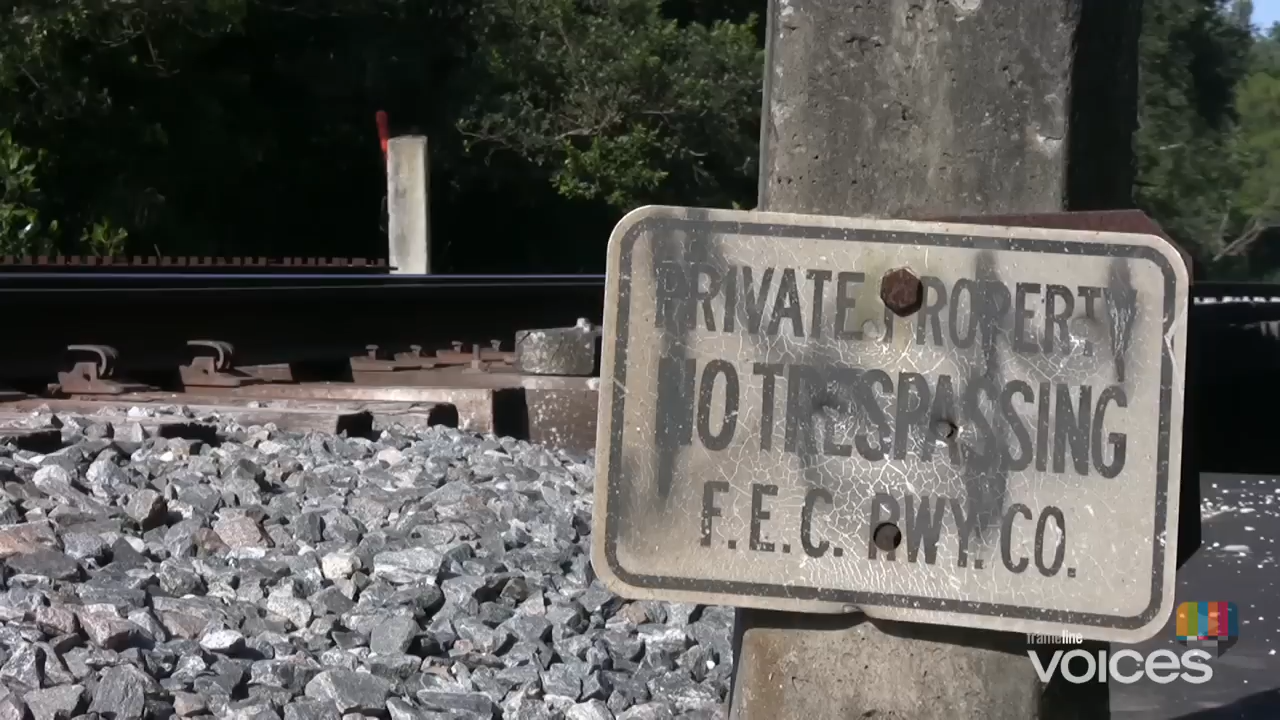 PRIVATE PROPERTY
NO TRESPASSING
F.E.C. RWY. CO.
frameline
voices